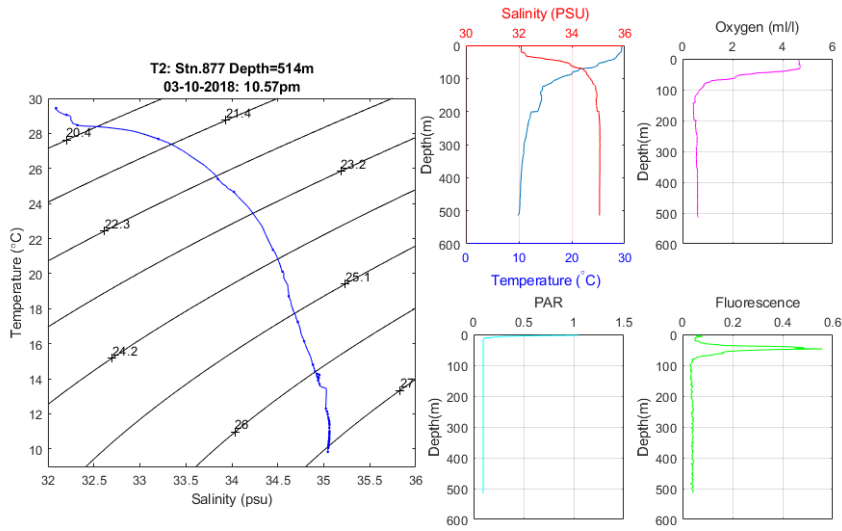 T2: Stn.877 Depth=514m
03-10-2018: 10.57pm
30
28
26
24
22
20
18
16
14
12
10
Temperature (°C)
20.4
21.4
22.3
23.2
24.2
25.1
26
27
32 32.5 33 33.5 34 34.5 35 35.5 36
Salinity (psu)
Salinity (PSU)
30 32 34 36
0
100
200
300
400
500
600
Depth(m)
0 10 20 30
Temperature (°C)
Oxygen (ml/l)
0 2 4 6
0
100
200
300
400
500
600
Depth(m)
PAR
0 0.5 1 1.5
0
100
200
300
400
500
600
Depth(m)
Fluorescence
0 0.2 0.4 0.6
0
100
200
300
400
500
600
Depth(m)